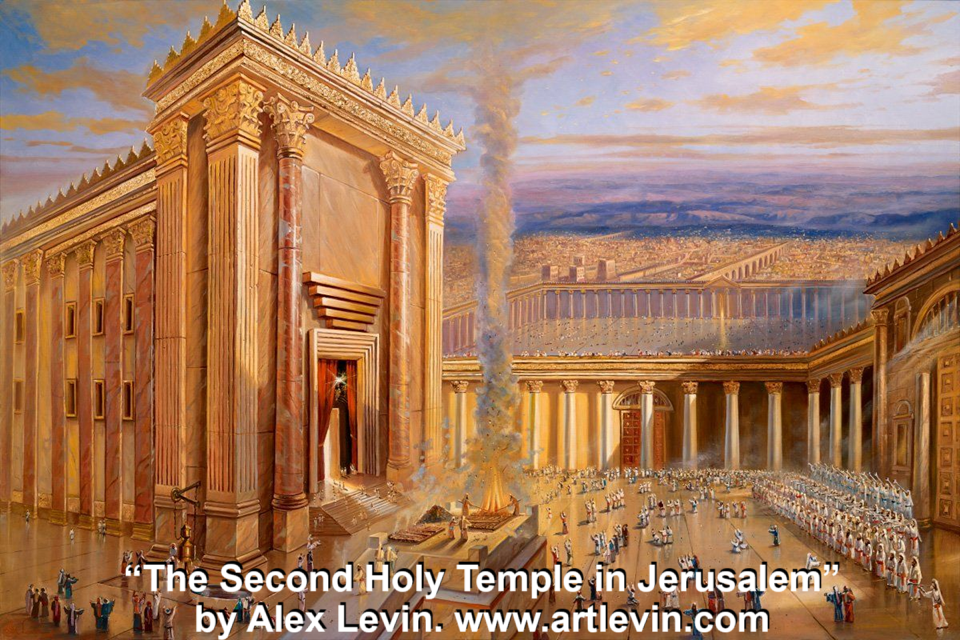 “The Second Holy Temple in Jerusalem”
by Alex Levin. www.artlevin.com